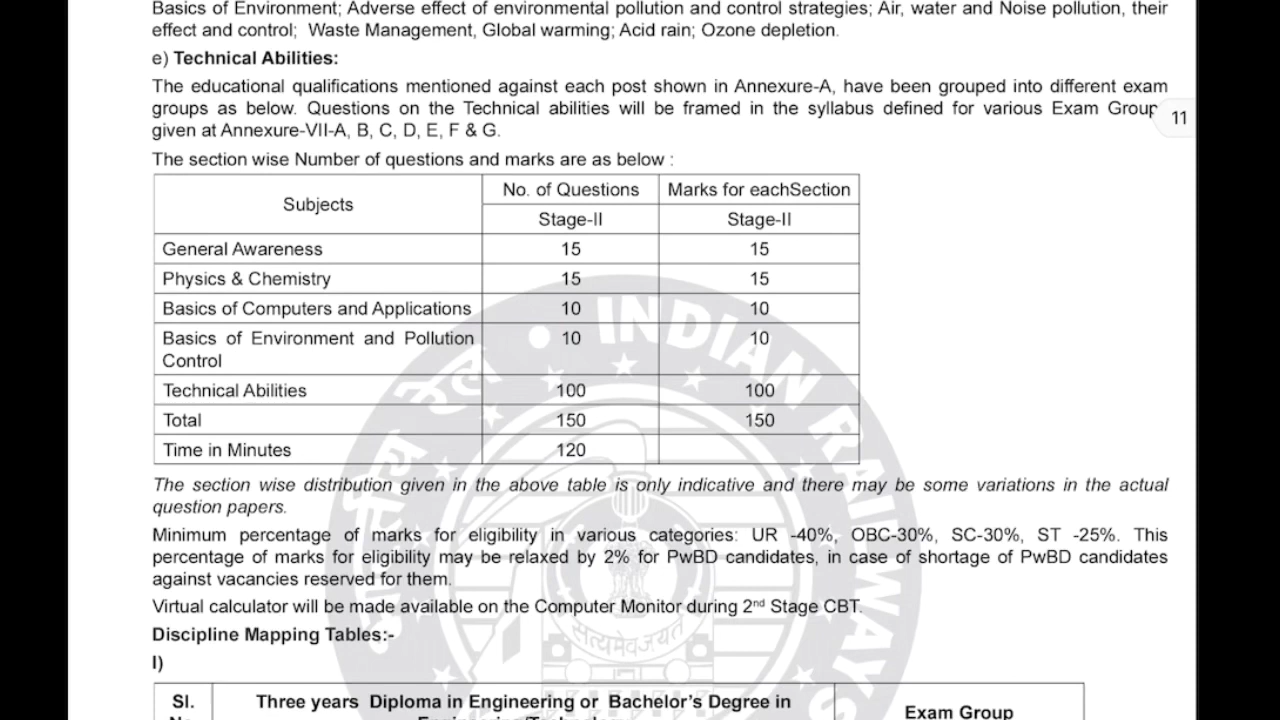 Basics of Environment; Adverse effect of environmental pollution and control strategies; Air, water and Noise pollution, their
effect and control; Waste Management, Global warming; Acid rain; Ozone depletion.
e) Technical Abilities:
The educational qualifications mentioned against each post shown in Annexure-A, have been grouped into different exam
groups as below. Questions on the Technical abilities will be framed in the syllabus defined for various Exam Group
given at Annexure-VII-A, B, C, D, E, F & G.
11
The section wise Number of questions and marks are as below :
Subjects
No. of Questions
Marks for eachSection
Stage-II
Stage-II
General Awareness 15 15
Physics & Chemistry 15 15
Basics of Computers and Applications 10 10
Basics of Environment and Pollution 10 10
Control
Technical Abilities 100 100
Total 150 150
Time in Minutes 120
The section wise distribution given in the above table is only indicative and there may be some variations in the actual
question papers.
Minimum percentage of marks for eligibility in various categories: UR -40%, OBC-30%, SC-30%, ST -25%. This
percentage of marks for eligibility may be relaxed by 2% for PwBD candidates, in case of shortage of PwBD candidates
against vacancies reserved for them.
Virtual calculator will be made available on the Computer Monitor during 2nd Stage CBT.
Discipline Mapping Tables:-
I)
Sl.
Three years Diploma in Engineering or Bachelor's Degree in
Exam Group
भारतीय रेल
INDIAN RAILWAYS
सत्यमेव जयते